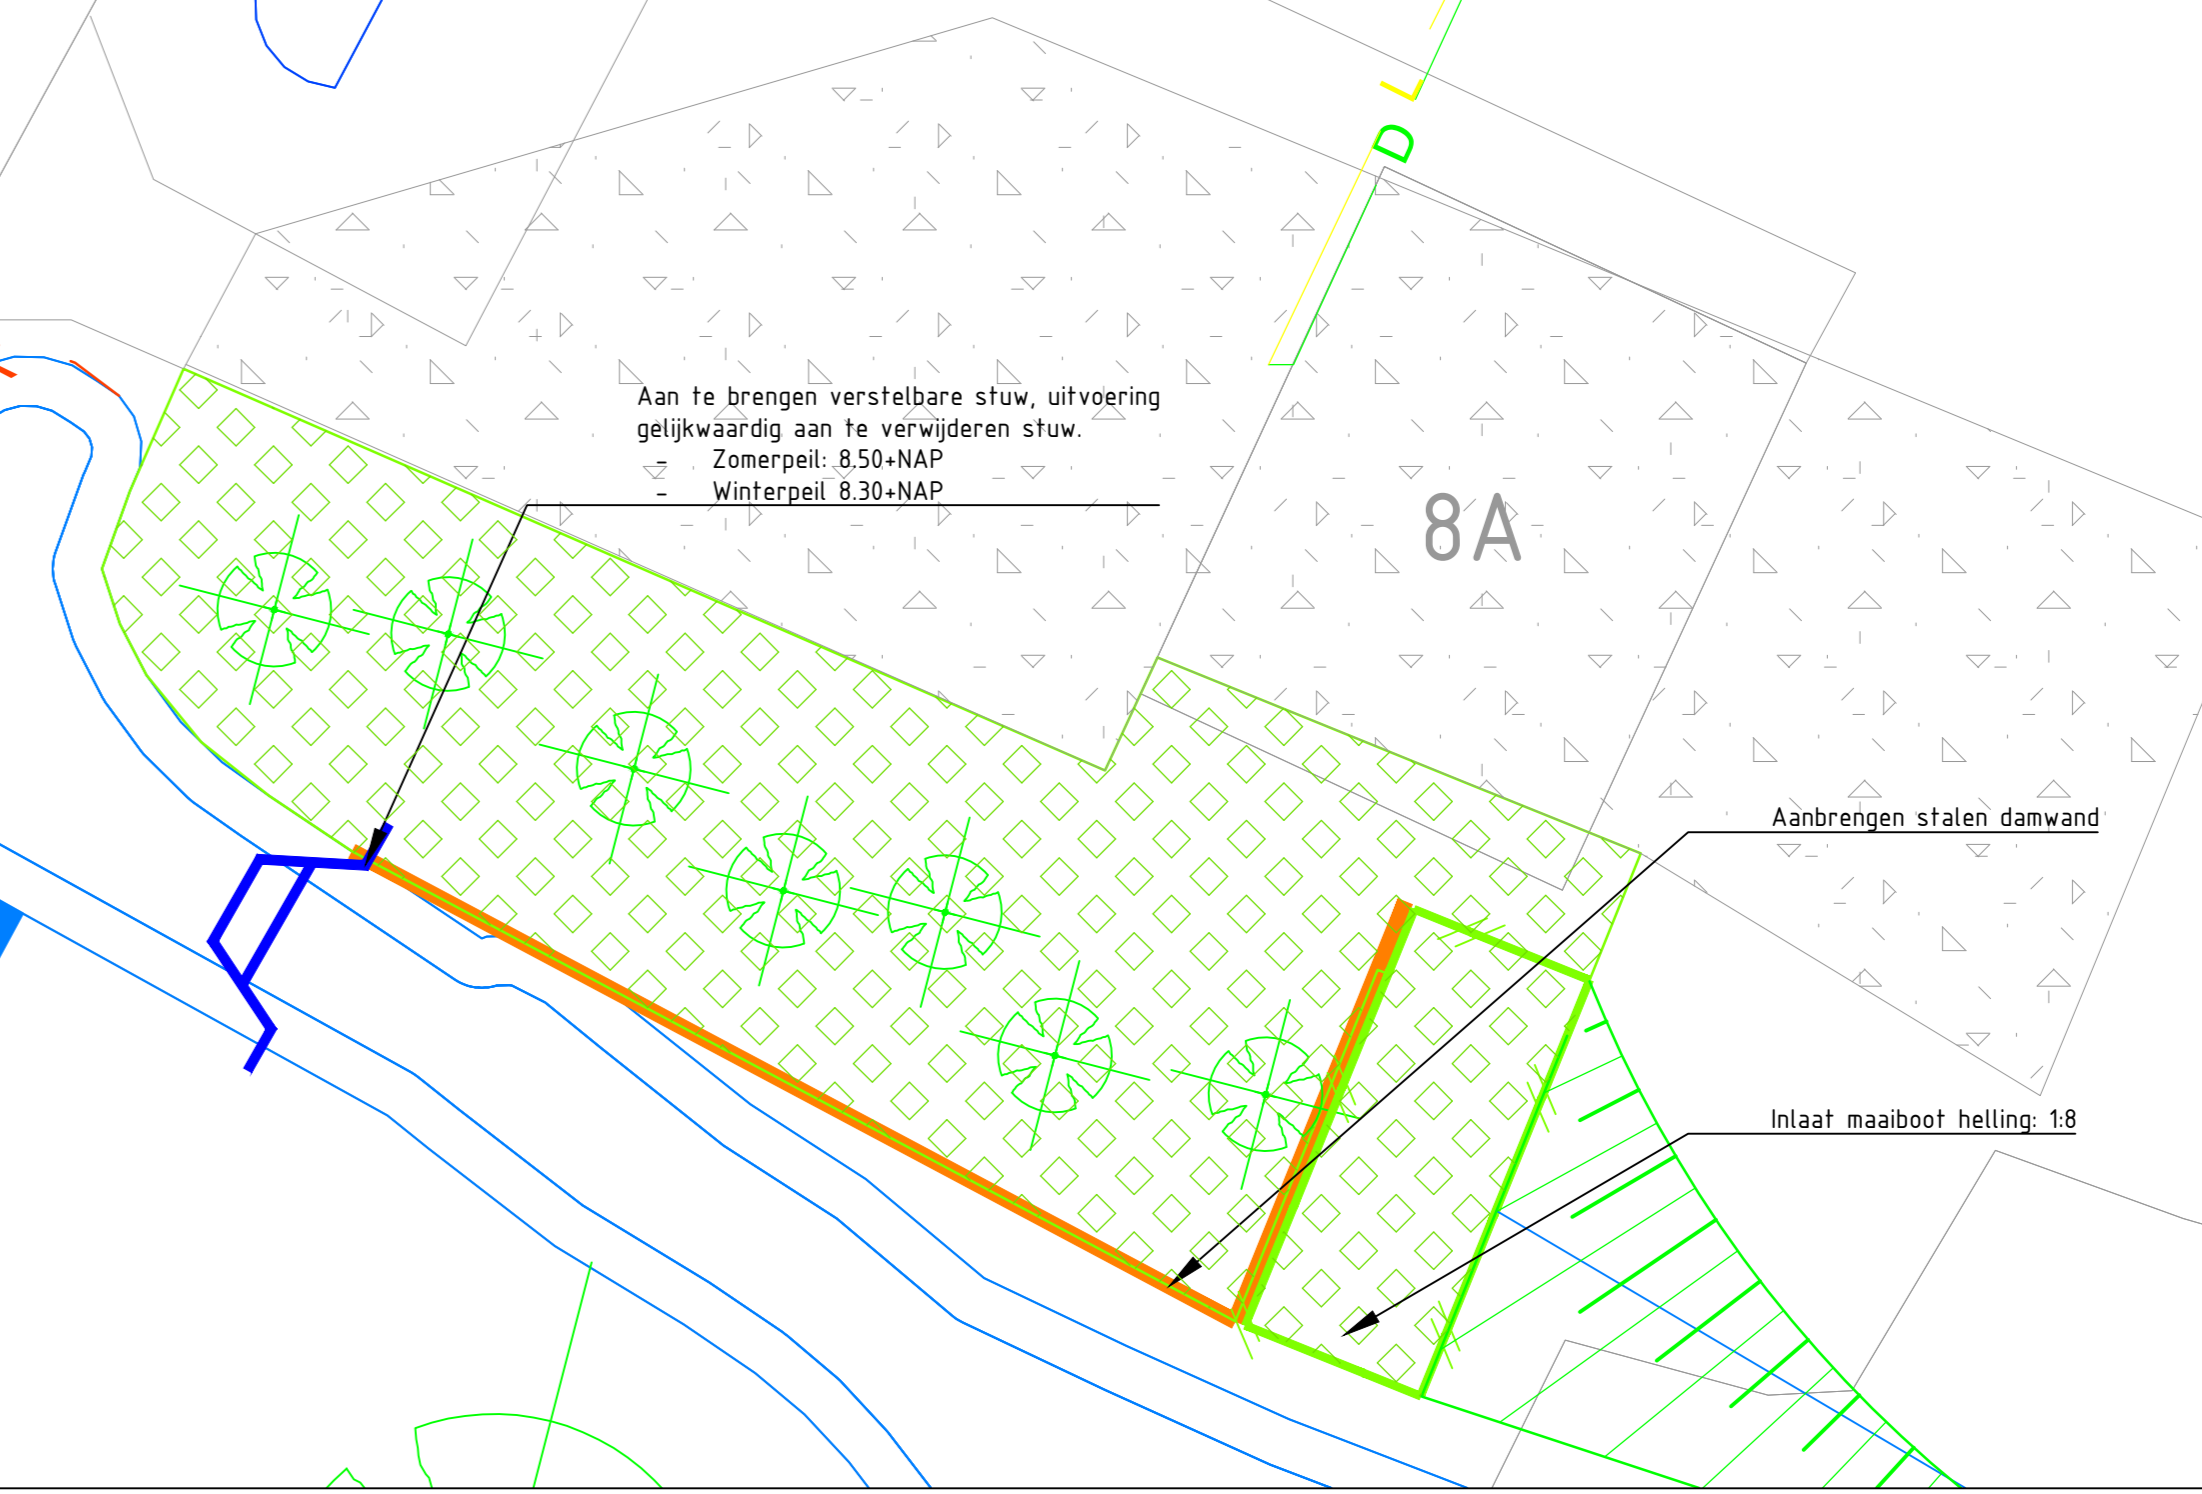 L
D
Aan te brengen verstelbare stuw, uitvoering
gelijkwaardig aan te verwijderen stuw.
- Zomerpeil: 8.50+NAP
- Winterpeil 8.30+NAP
8A
Aanbrengen stalen damwand
Inlaat maaiboot helling: 1:8